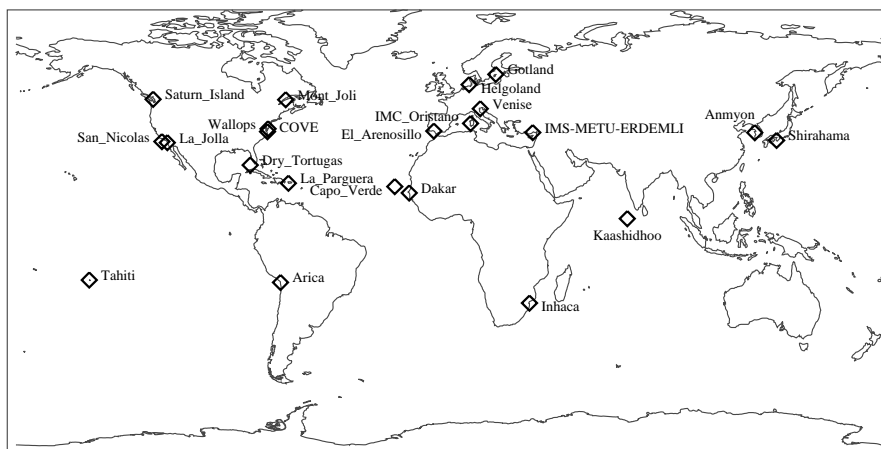 Gotland
Helgoland
Saturn_Island
Mont_Joli
Venise
IMC_Oristano
Anmyon
Wallops
COVE
El_Arenosillo
IMS-METU-ERDEMLI
San_Nicolas
La_Jolla
Shirahama
Dry_Tortugas
La_Parguera
Capo_Verde
Dakar
Kaashidhoo
Tahiti
Arica
Inhaca